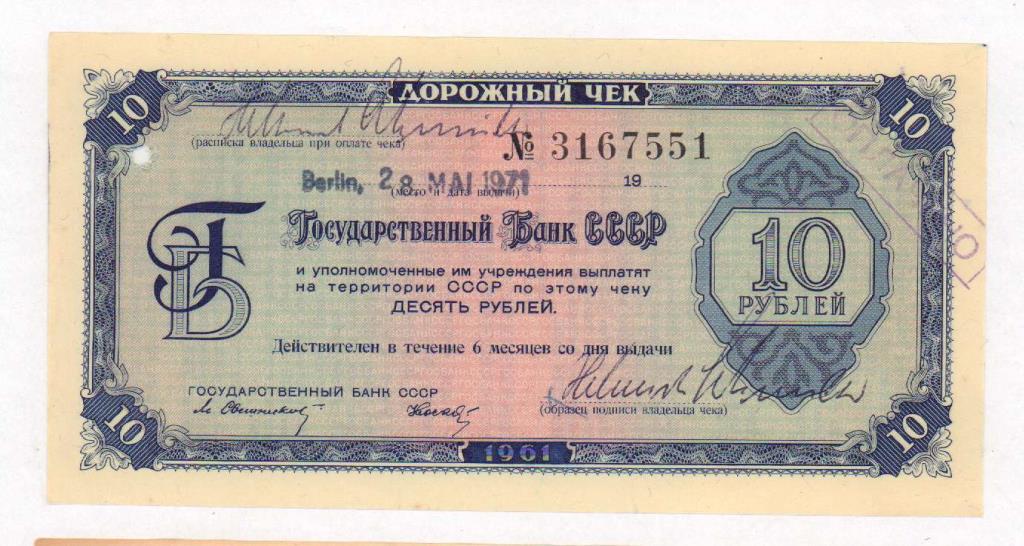 ДОРОЖНЫЙ ЧЕК
10
10
(расписка владельца при оплате чека)
№ 3167551
Berlin, 28 MAI 1971
19
(место и дата выдачи)
Государственный Банк СССР
ГБ
и уполномоченные им учреждения выплатят
на территории СССР по этому чеку
ДЕСЯТЬ РУБЛЕЙ.
10
РУБЛЕЙ
Действителен в течение 6 месяцев со дня выдачи
ГОСУДАРСТВЕННЫЙ БАНК СССР
(образец подписи владельца чека)
10
10
1961